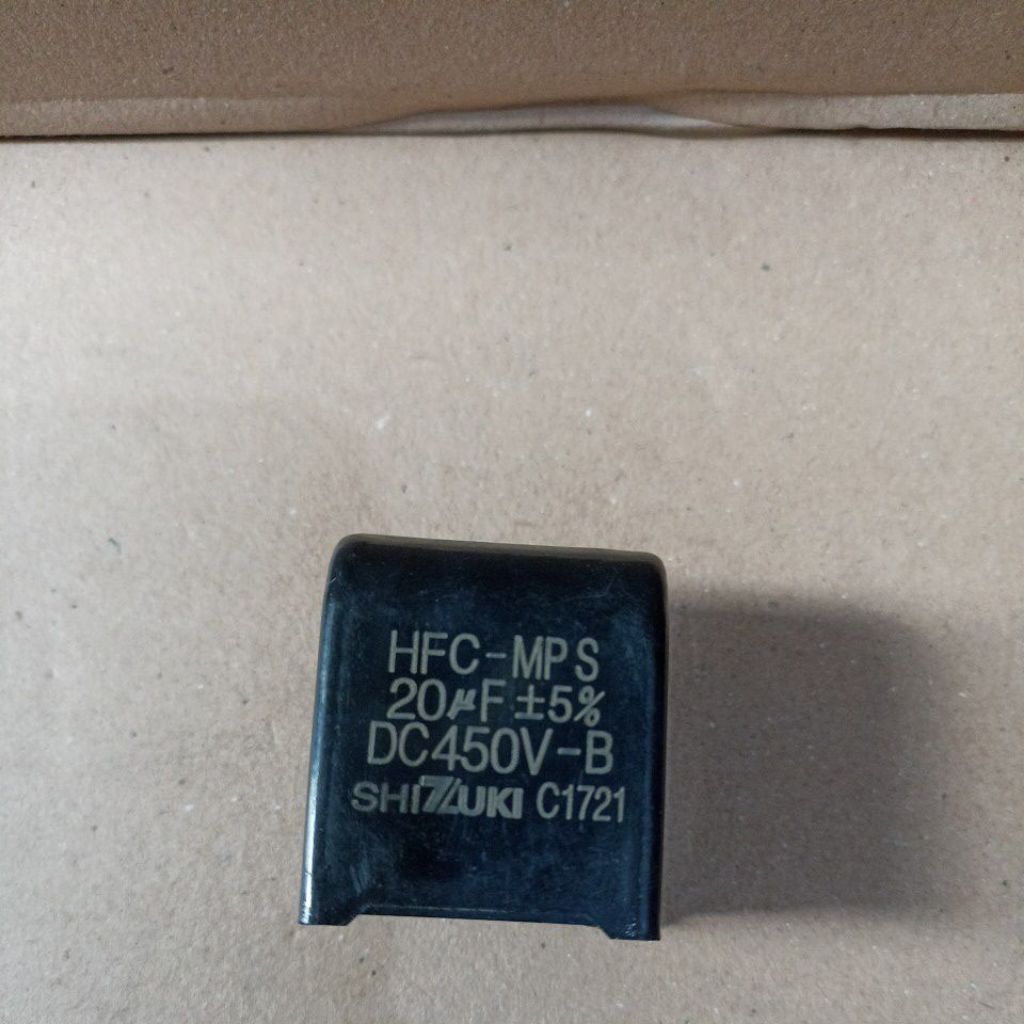 HFC-MPS
20μF±5%
DC450V-B
SHIZUKI C1721